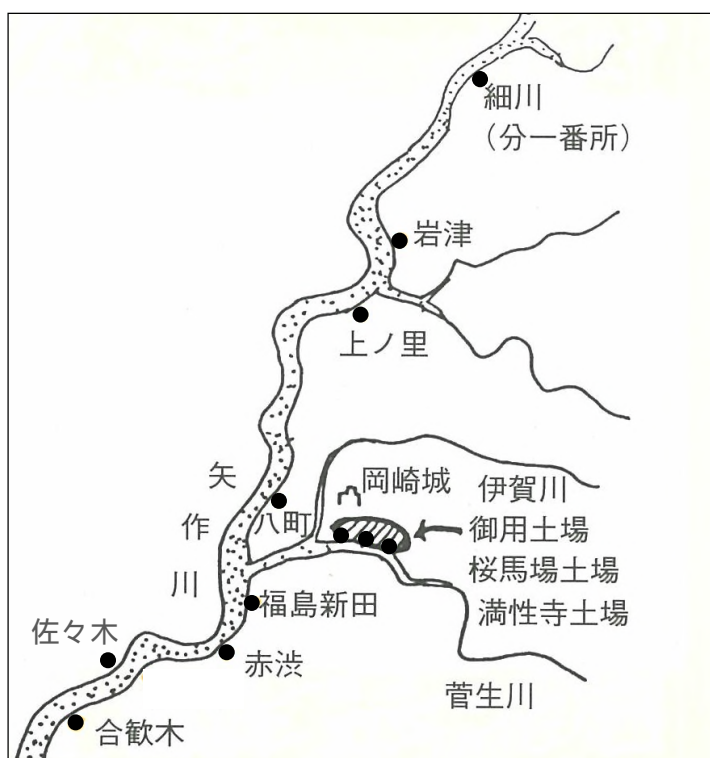 細川
(分一番所)
岩津
上ノ里
矢作川
岡崎城
伊賀川
八町
御用土場
桜馬場土場
満性寺土場
福島新田
佐々木
赤渋
菅生川
合歓木